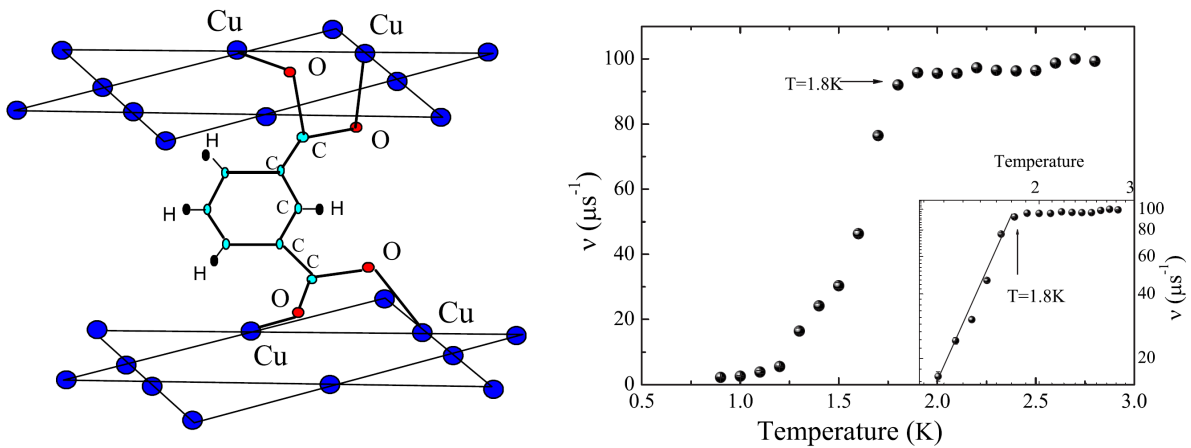 Cu
Cu
O
O
C
H
C
H
C
H
H
C
C
O
O
Cu
Cu
ν (μs⁻¹)
100
80
60
40
20
0
T=1.8K
0.5
1.0
1.5
2.0
2.5
3.0
Temperature (K)
Temperature
2
3
100
80
60
40
20
ν (μs⁻¹)
T=1.8K